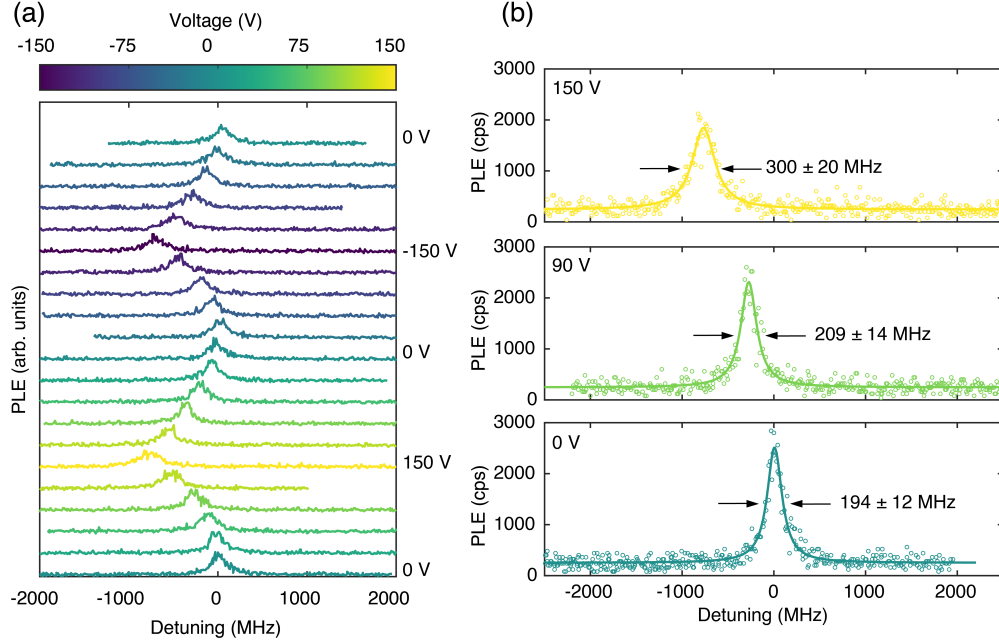 (a)
Voltage (V)
-150 -75 0 75 150
PLE (arb. units)
0 V
-150 V
0 V
150 V
0 V
-2000 -1000 0 1000 2000
Detuning (MHz)
(b)
3000
2000
1000
0
PLE (cps)
150 V
300 ± 20 MHz
3000
2000
1000
0
PLE (cps)
90 V
209 ± 14 MHz
3000
2000
1000
0
PLE (cps)
0 V
194 ± 12 MHz
-2000 -1000 0 1000 2000
Detuning (MHz)